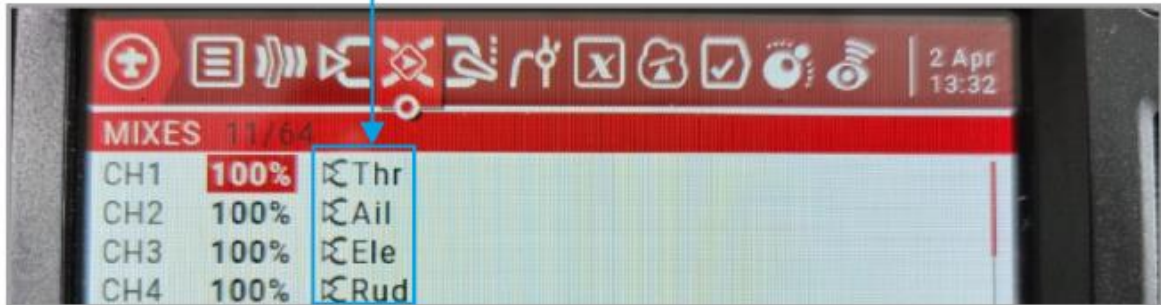 2 Apr
13:32
MIXES 11/64
CH1 100% Thr
CH2 100% Ail
CH3 100% Ele
CH4 100% Rud